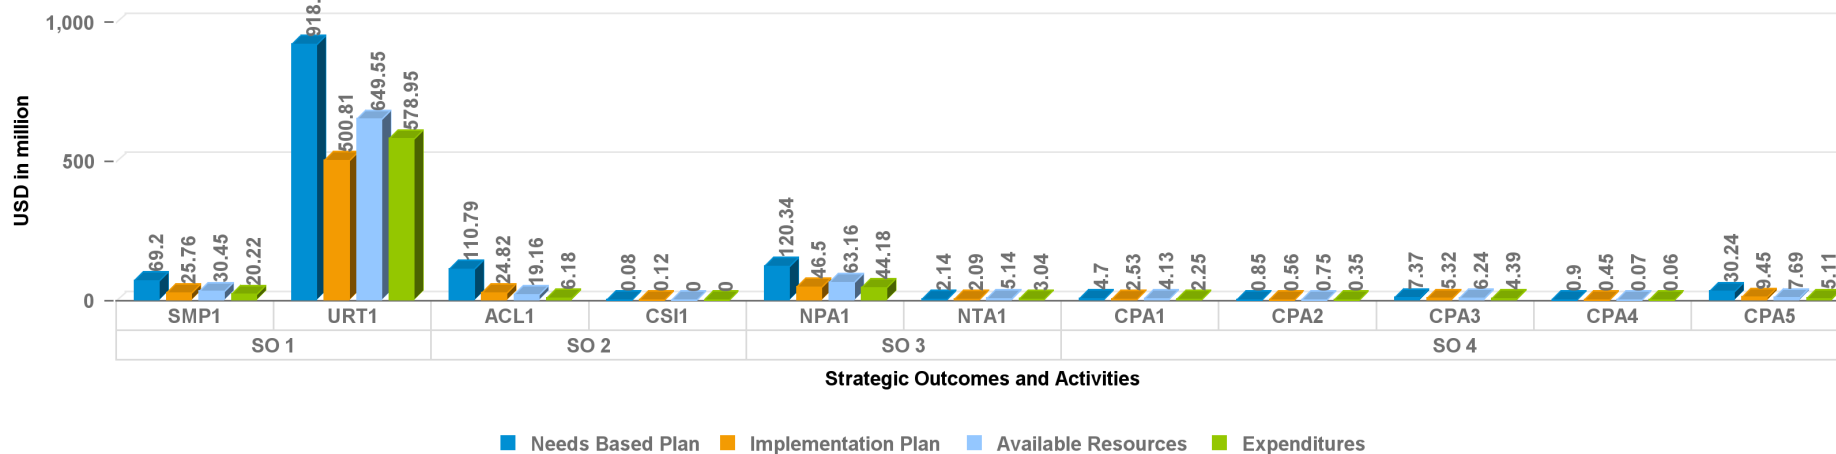 1,000
500
0
USD in million
69.2 25.76 30.45 20.22
918. 500.81 649.55 578.95
110.79 24.82 19.16 6.18
0.08 0.12 0 0
120.34 46.5 63.16 44.18
2.14 2.09 5.14 3.04
4.7 2.53 4.13 2.25
0.85 0.56 0.75 0.35
7.37 5.32 6.24 4.39
0.9 0.45 0.07 0.06
30.24 9.45 7.69 5.11
SMP1 URT1 ACL1 CSI1 NPA1 NTA1 CPA1 CPA2 CPA3 CPA4 CPA5
SO 1 SO 2 SO 3 SO 4
Strategic Outcomes and Activities
Needs Based Plan Implementation Plan Available Resources Expenditures